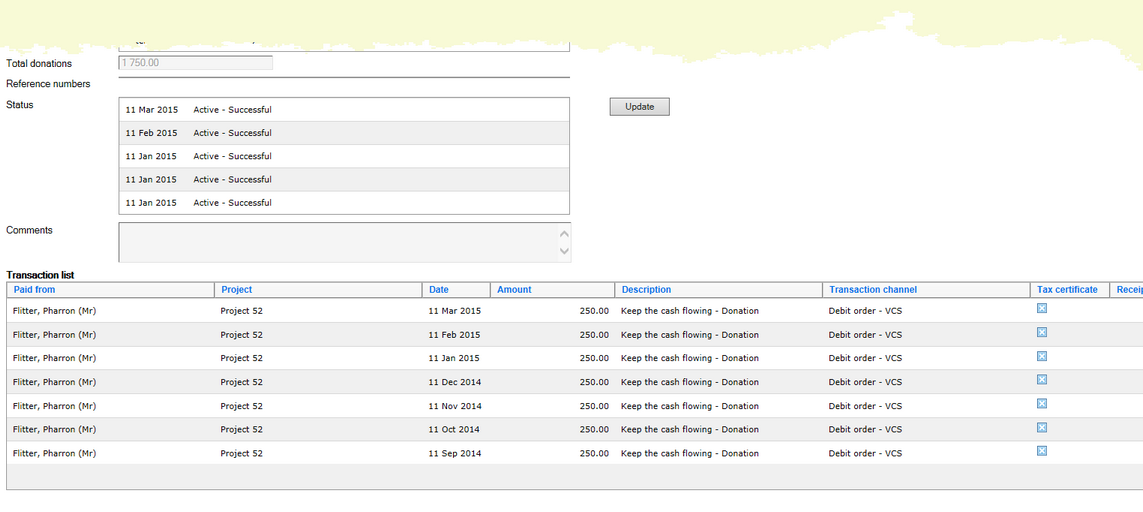 Total donations 1 750.00
Reference numbers
Status
11 Mar 2015 Active - Successful
Update
11 Feb 2015 Active - Successful
11 Jan 2015 Active - Successful
11 Jan 2015 Active - Successful
11 Jan 2015 Active - Successful
Comments
Transaction list
Paid from Project Date Amount Description Transaction channel Tax certificate
Flitter, Pharron (Mr) Project 52 11 Mar 2015 250.00 Keep the cash flowing - Donation Debit order - VCS
Flitter, Pharron (Mr) Project 52 11 Feb 2015 250.00 Keep the cash flowing - Donation Debit order - VCS
Flitter, Pharron (Mr) Project 52 11 Jan 2015 250.00 Keep the cash flowing - Donation Debit order - VCS
Flitter, Pharron (Mr) Project 52 11 Dec 2014 250.00 Keep the cash flowing - Donation Debit order - VCS
Flitter, Pharron (Mr) Project 52 11 Nov 2014 250.00 Keep the cash flowing - Donation Debit order - VCS
Flitter, Pharron (Mr) Project 52 11 Oct 2014 250.00 Keep the cash flowing - Donation Debit order - VCS
Flitter, Pharron (Mr) Project 52 11 Sep 2014 250.00 Keep the cash flowing - Donation Debit order - VCS